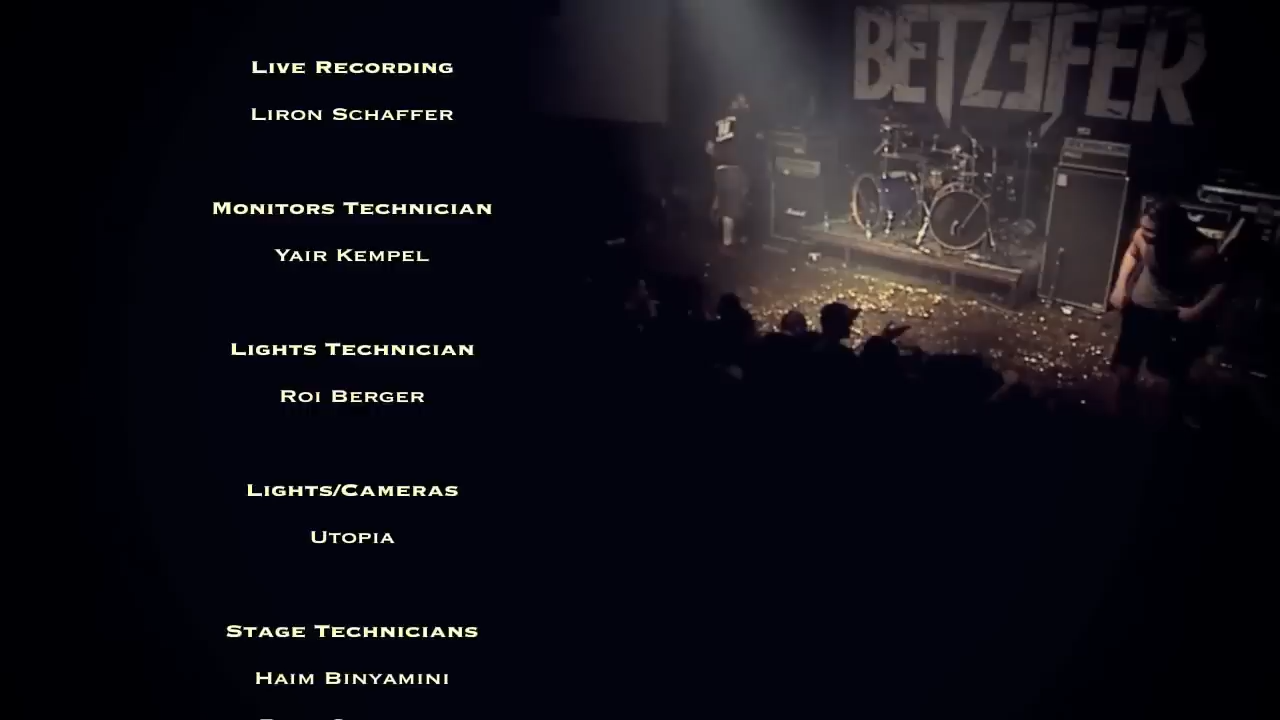 Live Recording
Liron Schaffer
Monitors Technician
Yair Kempel
Lights Technician
Roi Berger
Lights/Cameras
Utopia
Stage Technicians
Haim Binyamini
BETZEFER